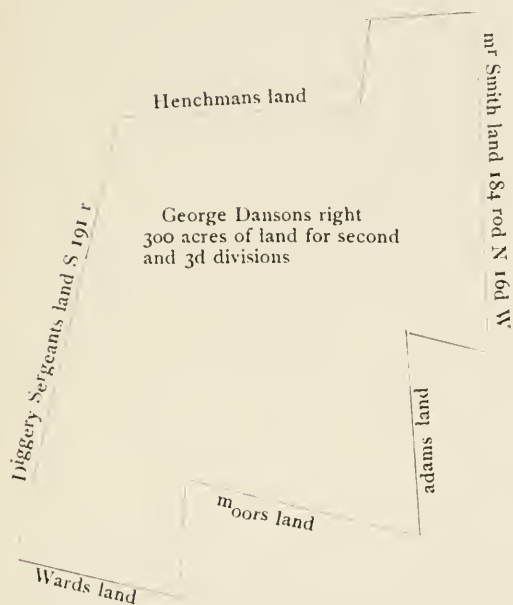 Henchmans land
mr Smith land 184 rod N 16d W
George Dansons right
300 acres of land for second
and 3d divisions
Diggery Sergeants land S 191 r
adams land
moors land
Wards land